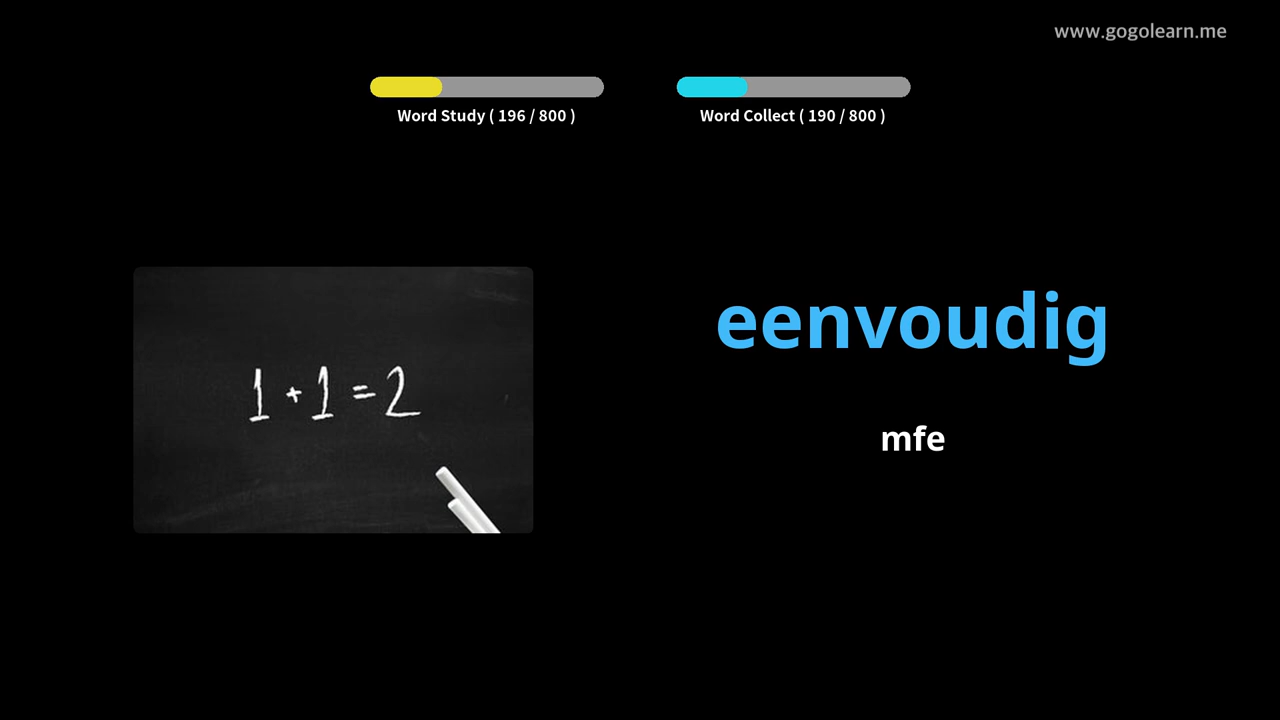 www.gogolearn.me
Word Study ( 196 / 800 )
Word Collect ( 190 / 800 )
1 + 1 = 2
eenvoudig
mfe